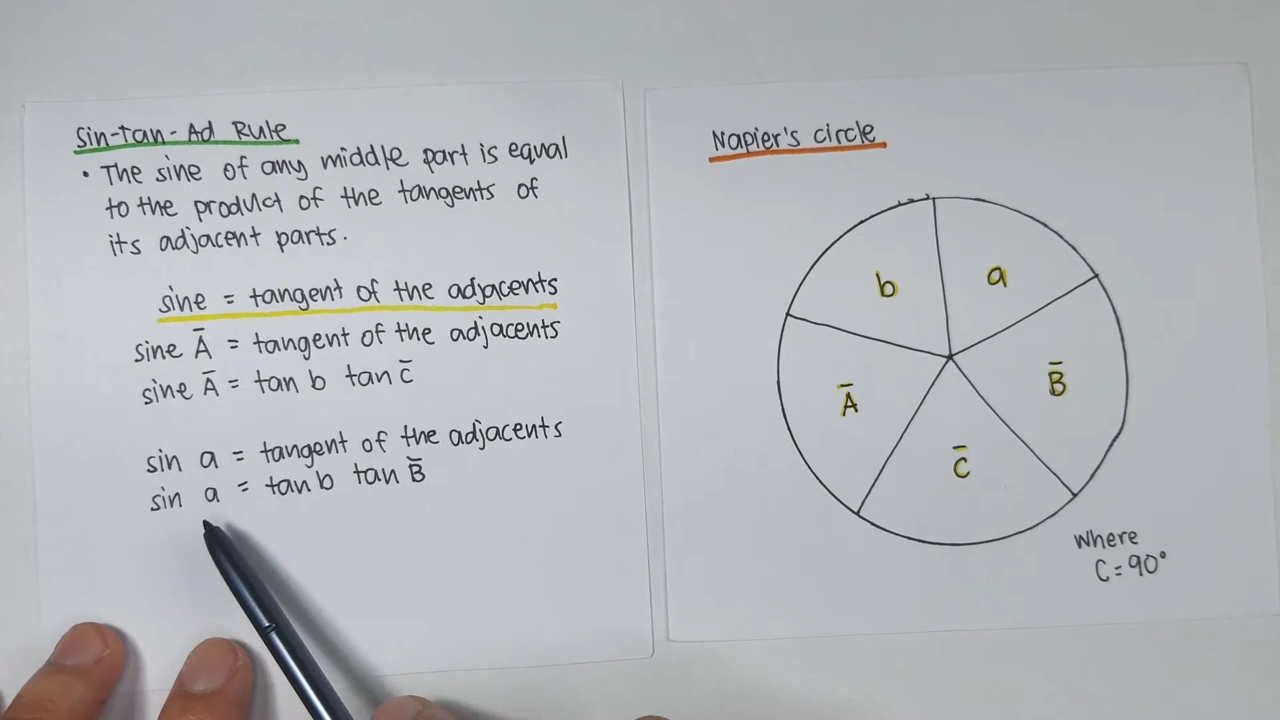 Sin-Tan-Ad Rule
• The sine of any middle part is equal
to the product of the tangents of
its adjacent parts.
sine = tangent of the adjacents
sine Ā = tangent of the adjacents
sine Ā = tan b tan c̄
sin a = tangent of the adjacents
sin a = tan b tan B̄
Napier's circle
b a
Ā B̄
c̄
Where
C = 90°